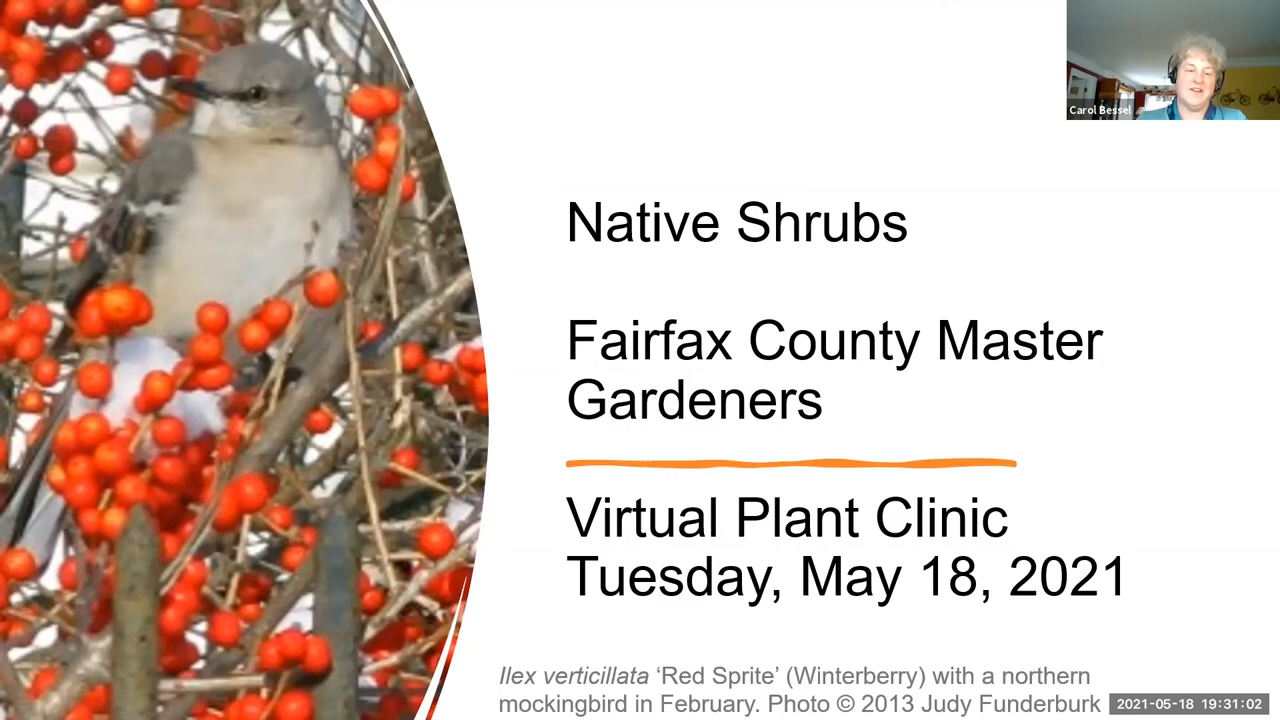 Carol Bessel
Native Shrubs
Fairfax County Master
Gardeners
Virtual Plant Clinic
Tuesday, May 18, 2021
Ilex verticillata ‘Red Sprite’ (Winterberry) with a northern
mockingbird in February. Photo © 2013 Judy Funderburk
2021-05-18 19:31:02